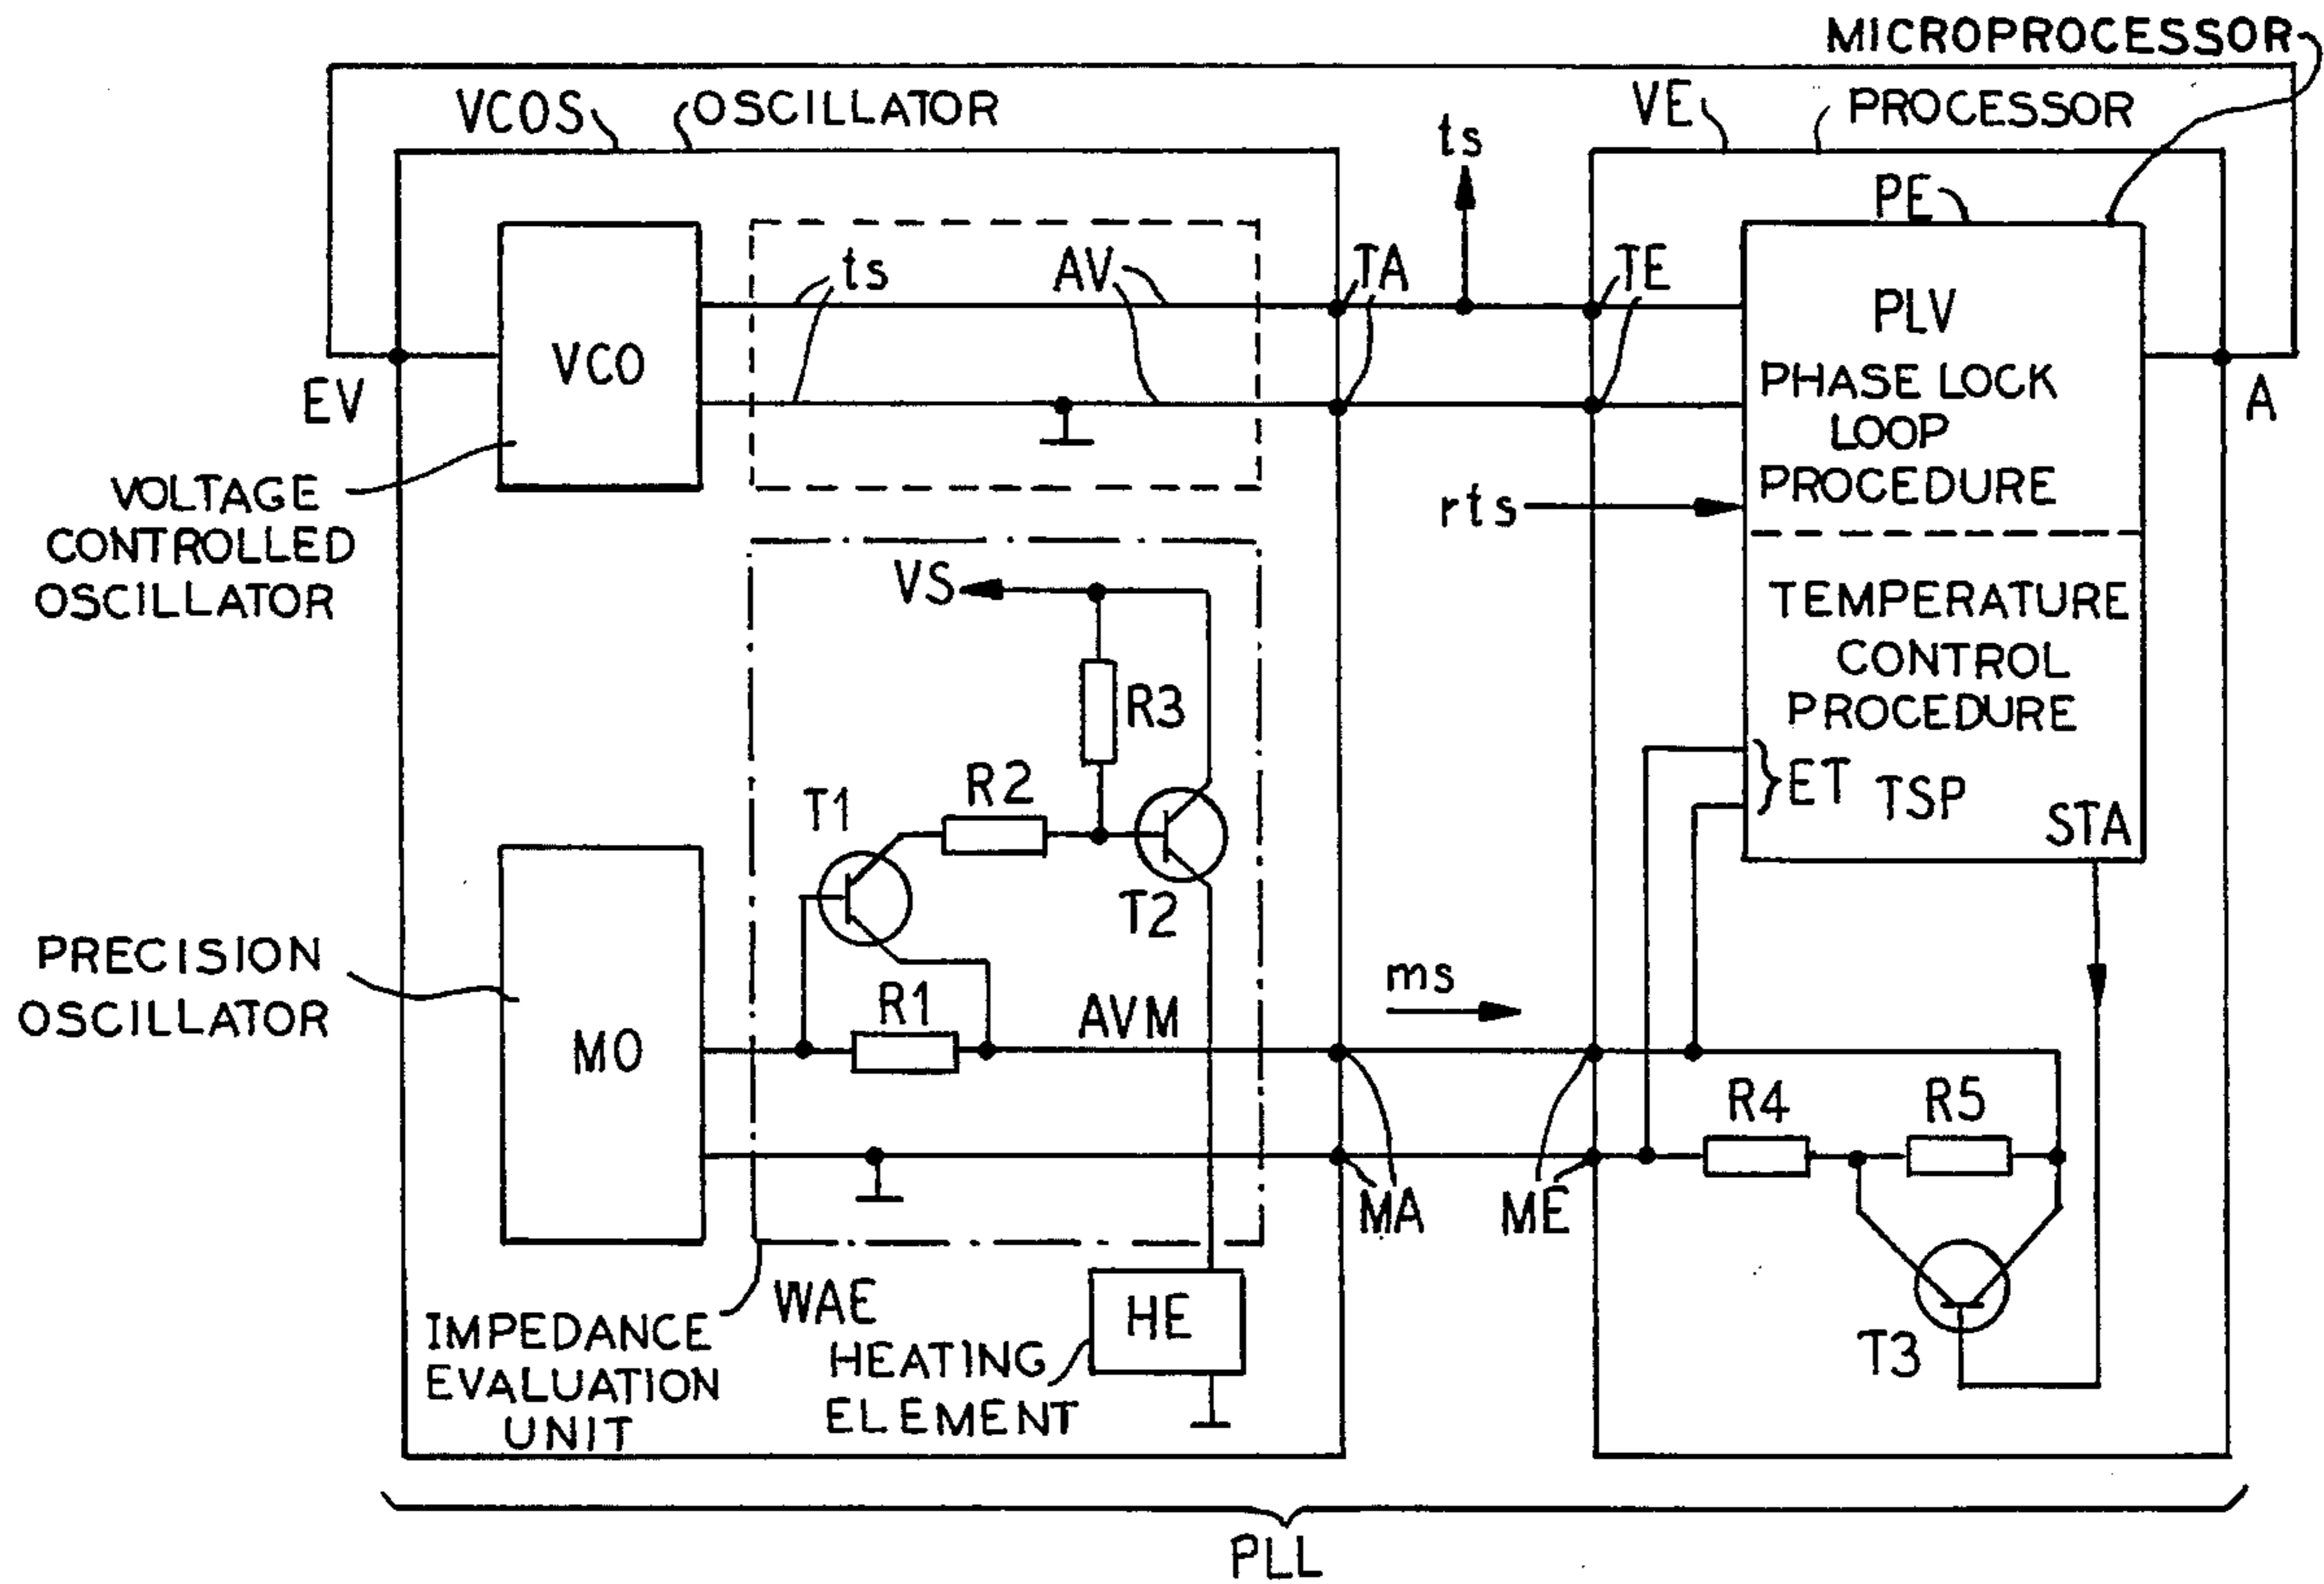 MICROPROCESSOR
VCOS
OSCILLATOR
VE
PROCESSOR
ts
PE
ts
AV
TA
TE
PLV
PHASE LOCK
LOOP
PROCEDURE
VCO
EV
A
VOLTAGE
CONTROLLED
OSCILLATOR
rts
VS
TEMPERATURE
CONTROL
PROCEDURE
R3
R2
T1
ET
TSP
STA
T2
PRECISION
OSCILLATOR
MO
R1
AVM
ms
R4
R5
MA
ME
WAE
IMPEDANCE
EVALUATION
UNIT
HE
HEATING
ELEMENT
T3
PLL